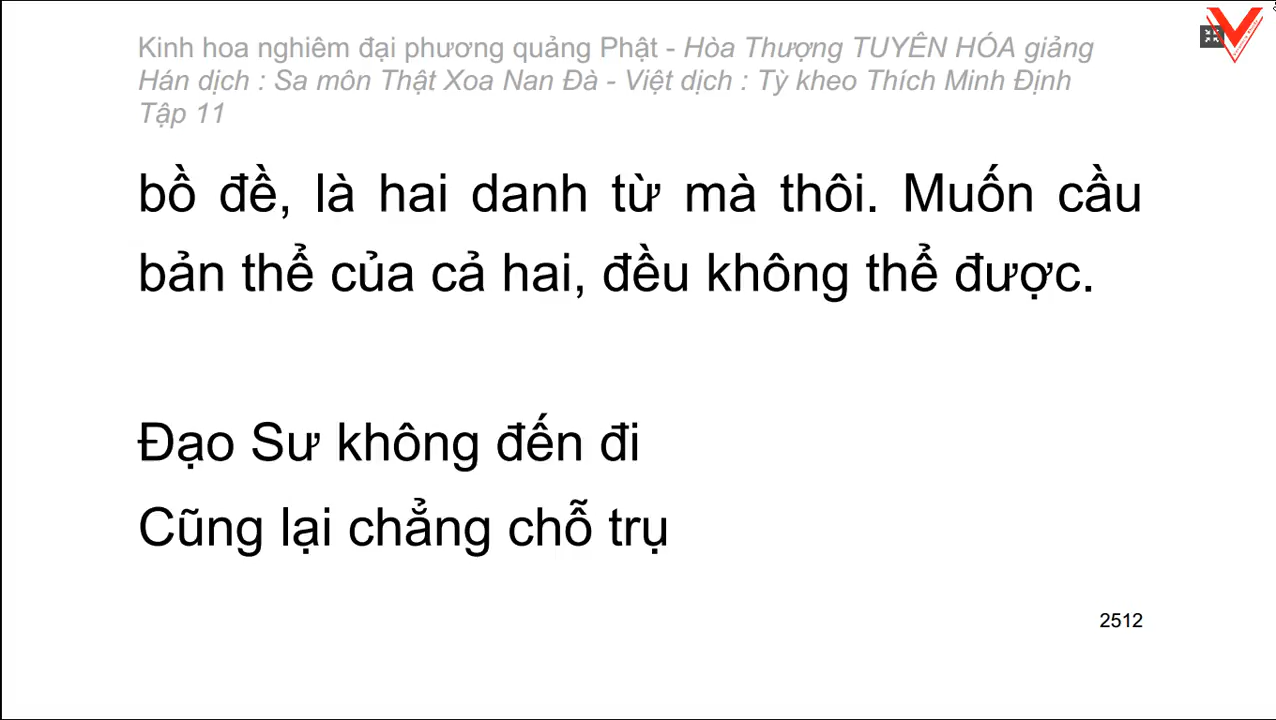 Kinh hoa nghiêm đại phương quảng Phật - Hòa Thượng TUYÊN HÓA giảng
Hán dịch : Sa môn Thật Xoa Nan Đà - Việt dịch : Tỳ kheo Thích Minh Định
Tập 11
bồ đề, là hai danh từ mà thôi. Muốn cầu
bản thể của cả hai, đều không thể được.
Đạo Sư không đến đi
Cũng lại chẳng chỗ trụ
2512